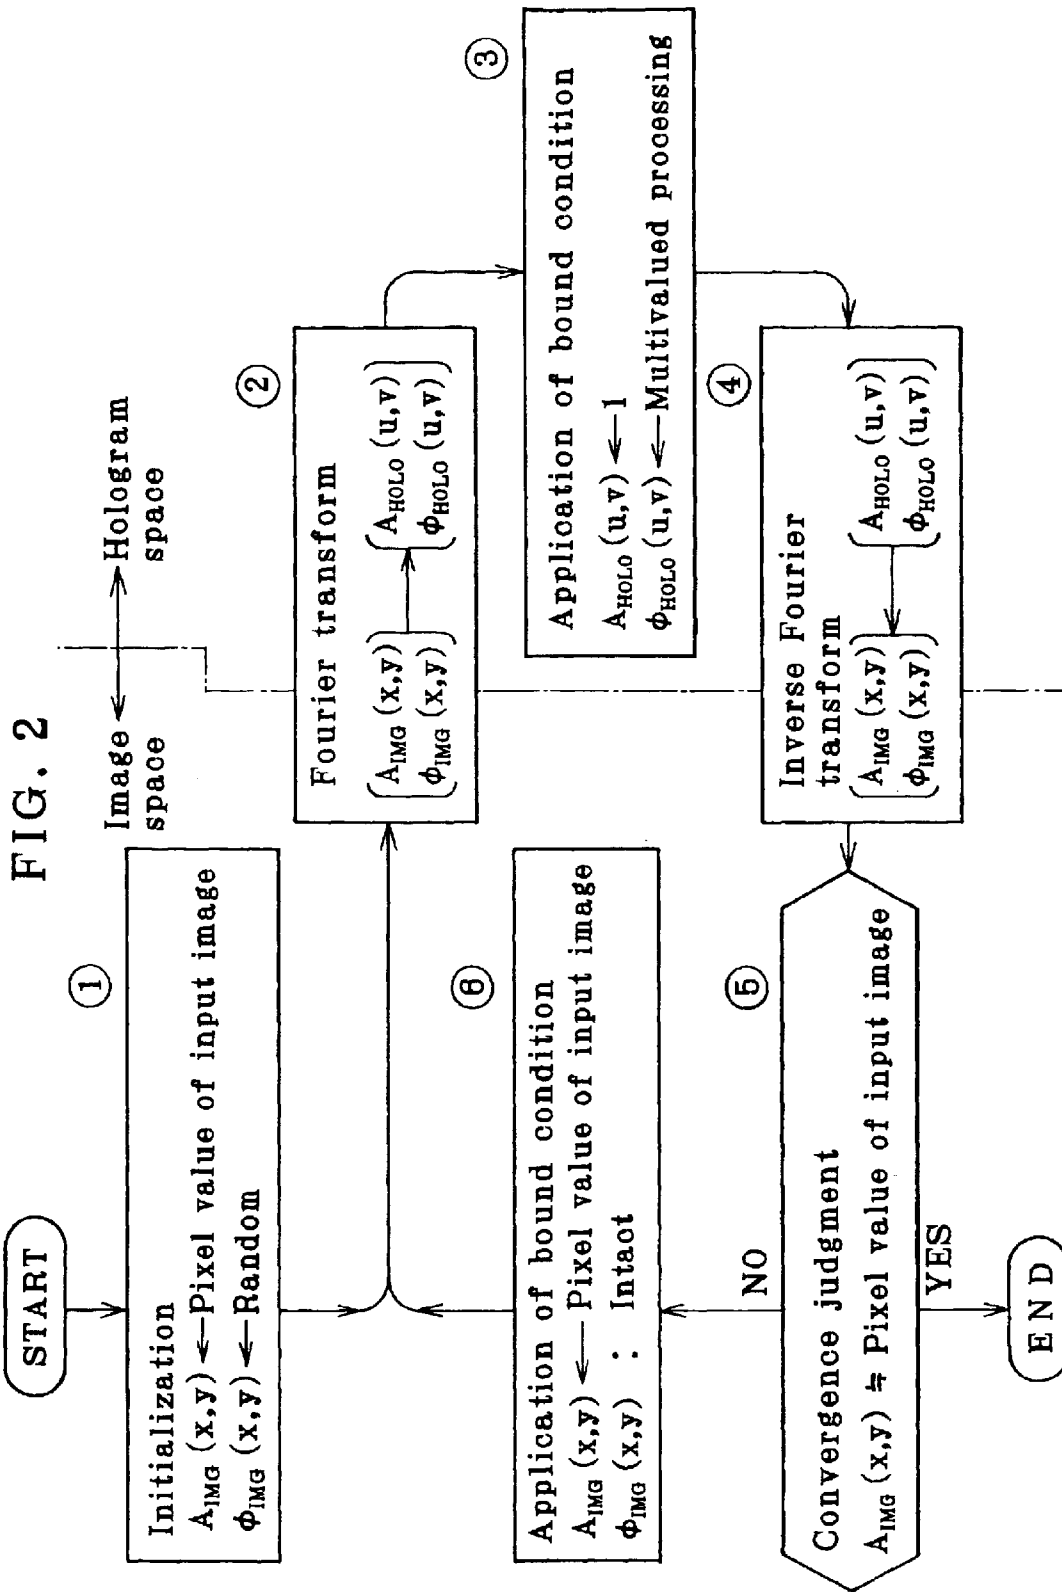 FIG. 2
Image space ←→ Hologram space
START
①
Initialization
A_IMG (x,y) ← Pixel value of input image
ϕ_IMG (x,y) ← Random
②
Fourier transform
(A_IMG (x,y) → (A_HOLO (u,v)
ϕ_IMG (x,y)) ϕ_HOLO (u,v))
③
Application of bound condition
A_HOLO (u,v) ← 1
ϕ_HOLO (u,v) ← Multivalued processing
④
Inverse Fourier
transform
(A_IMG (x,y) ← (A_HOLO (u,v)
ϕ_IMG (x,y)) ϕ_HOLO (u,v))
⑤
Convergence judgment
A_IMG (x,y) ≒ Pixel value of input image
NO
YES
⑥
Application of bound condition
A_IMG (x,y) ← Pixel value of input image
ϕ_IMG (x,y) : Intact
END